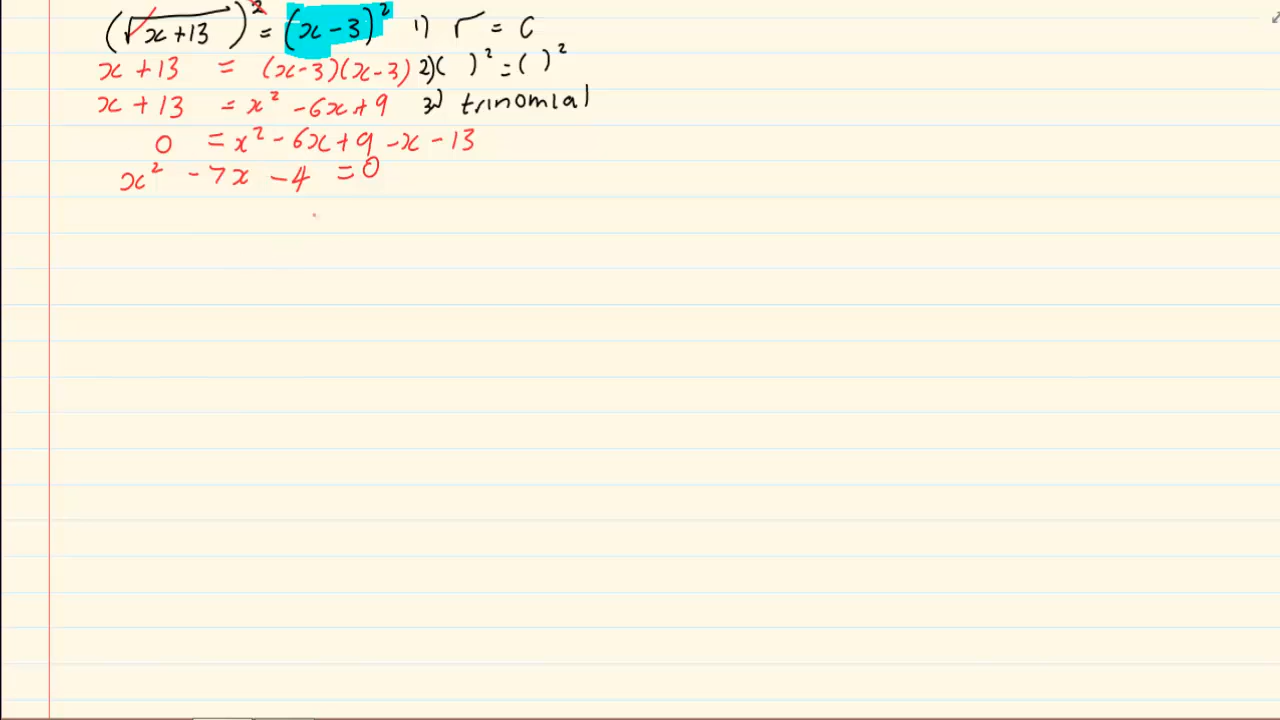 (√x+13)² = (x-3)² 1) √ = C
x + 13 = (x-3)(x-3) 2) ( )² = ( )²
x + 13 = x² - 6x + 9 3) trinomial
0 = x² - 6x + 9 - x - 13
x² - 7x - 4 = 0